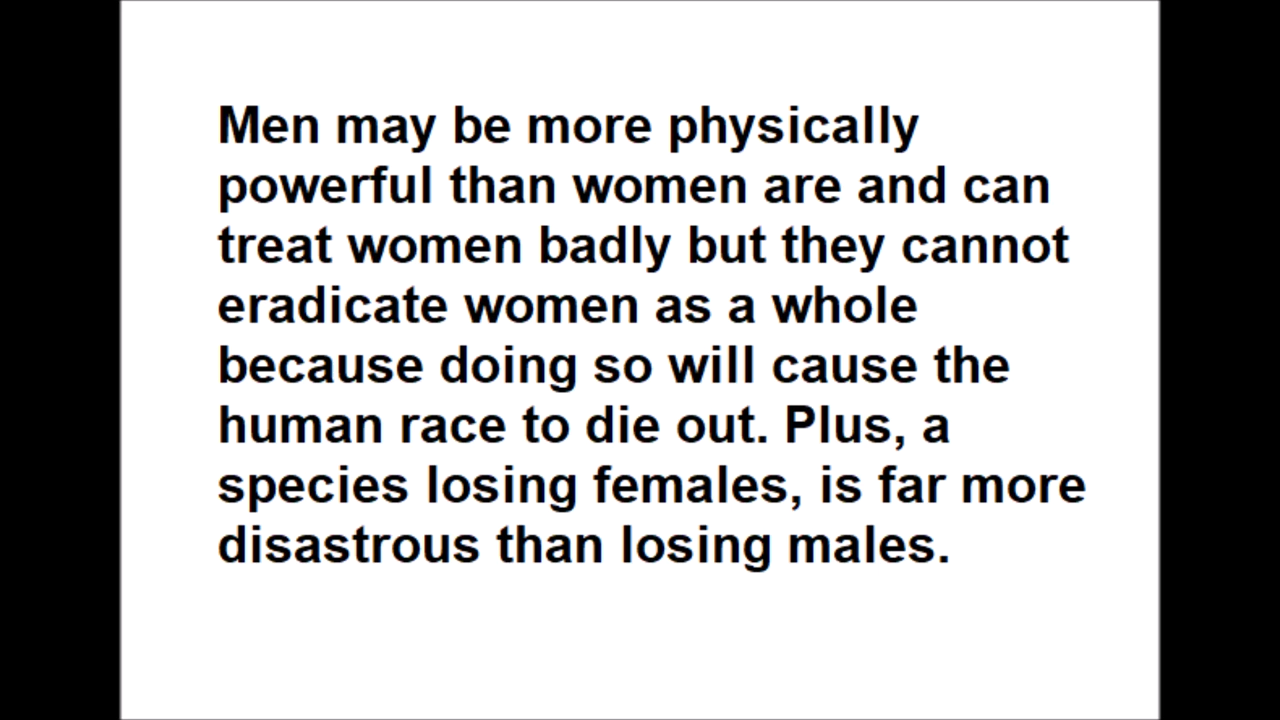 Men may be more physically
powerful than women are and can
treat women badly but they cannot
eradicate women as a whole
because doing so will cause the
human race to die out. Plus, a
species losing females, is far more
disastrous than losing males.